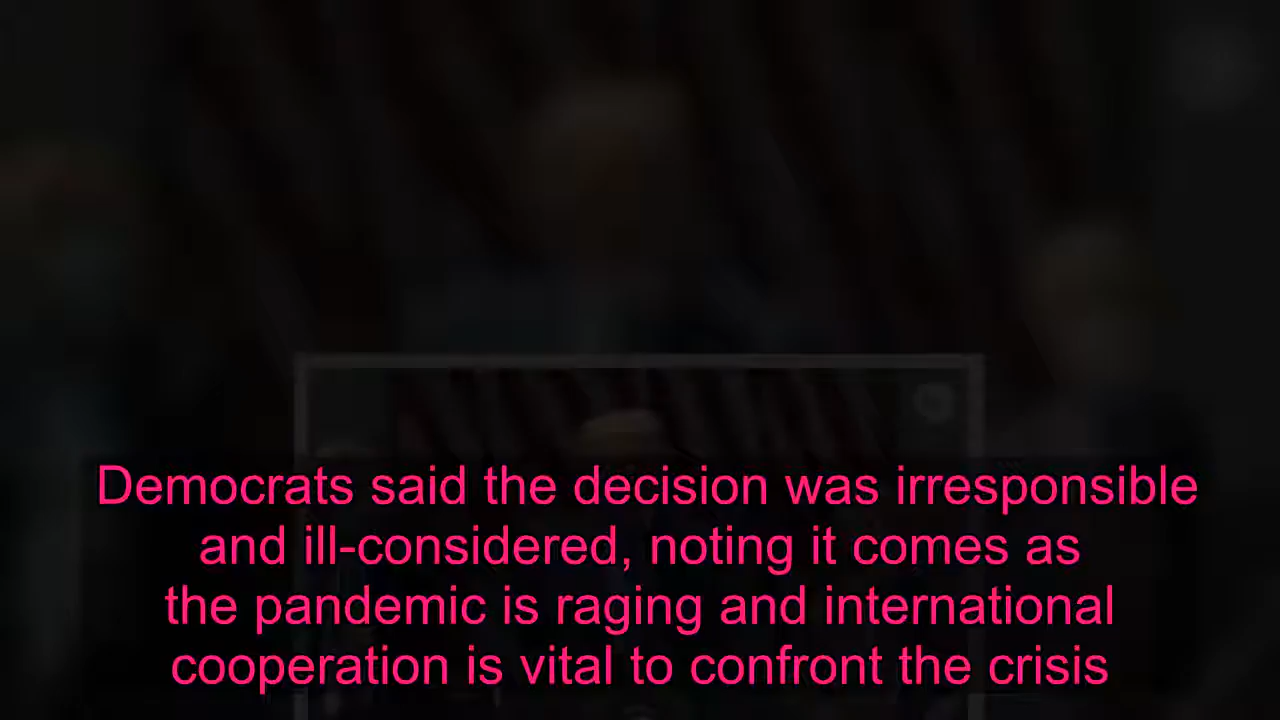 Democrats said the decision was irresponsible
and ill-considered, noting it comes as
the pandemic is raging and international
cooperation is vital to confront the crisis